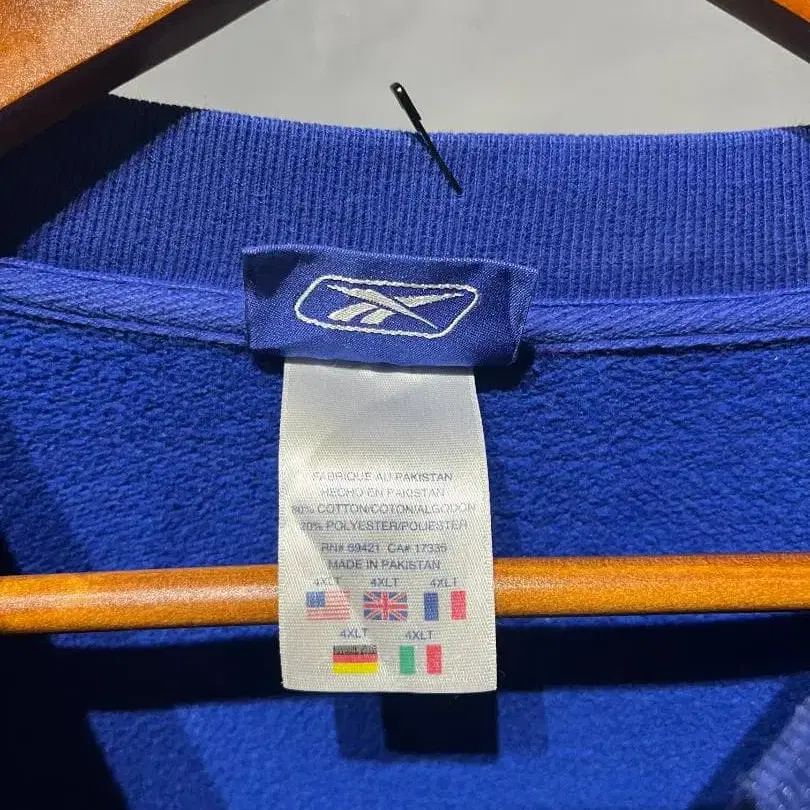 FABRIQUE AU PAKISTAN
HECHO EN PAKISTAN
80% COTTON/COTON/ALGODON
20% POLYESTER/POLIESTER
RN# 69421 CA# 17335
MADE IN PAKISTAN
4XLT 4XLT 4XLT
4XLT 4XLT